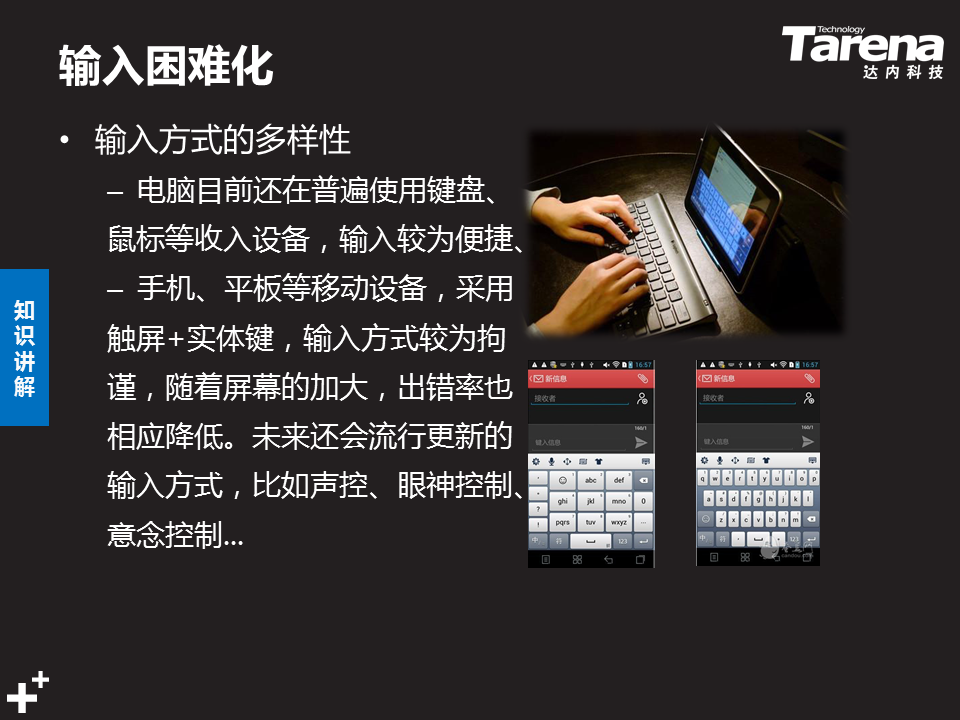 输入困难化
Technology
Tarena
达内科技
• 输入方式的多样性
– 电脑目前还在普遍使用键盘、
鼠标等收入设备，输入较为便捷、
– 手机、平板等移动设备，采用
触屏+实体键，输入方式较为拘
谨，随着屏幕的加大，出错率也
相应降低。未来还会流行更新的
输入方式，比如声控、眼神控制、
意念控制...
知识讲解
16:57
新信息
接收者
160/1
键入信息
abc def
ghi jkl mno 0
pqrs tuv wxyz ...
中 符 123
16:57
新信息
接收者
160/1
键入信息
q w e r t y u i o p
a s d f g h j k l
z x c v b n m
中 符 123